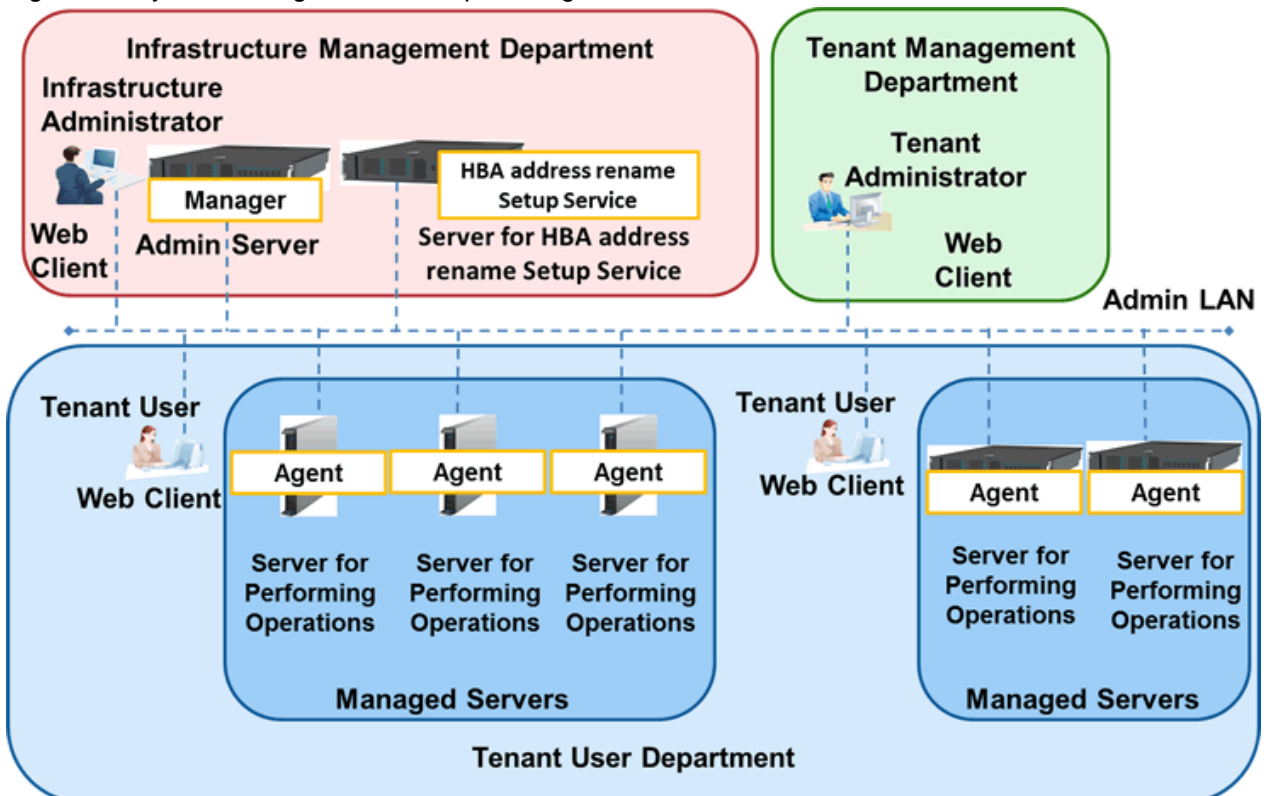 Infrastructure Management Department
Infrastructure
Administrator
Manager
Web
Client
Admin Server
HBA address rename
Setup Service
Server for HBA address
rename Setup Service
Tenant Management
Department
Tenant
Administrator
Web
Client
Admin LAN
Tenant User
Web Client
Agent
Agent
Agent
Server for
Performing
Operations
Server for
Performing
Operations
Server for
Performing
Operations
Managed Servers
Tenant User
Web Client
Agent
Agent
Server for
Performing
Operations
Server for
Performing
Operations
Managed Servers
Tenant User Department